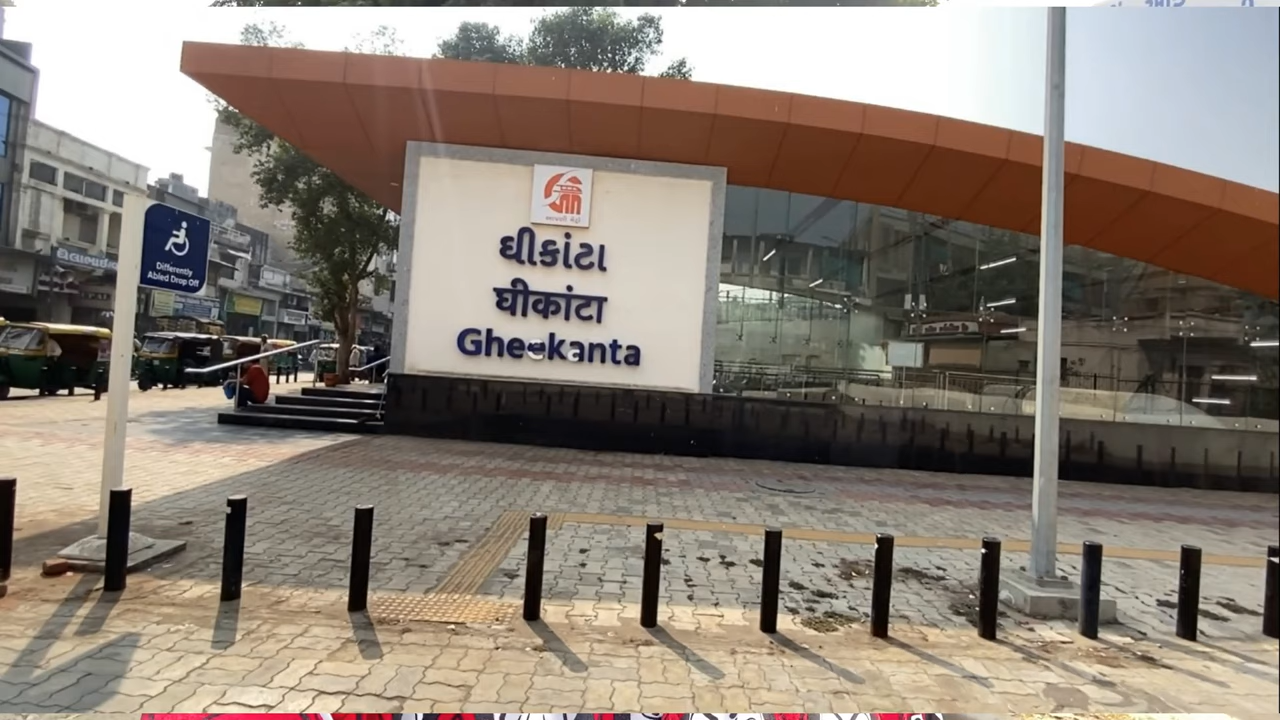 ઘીકાંટા
घीकांटा
Gheekanta
Differently
Abled Drop Off